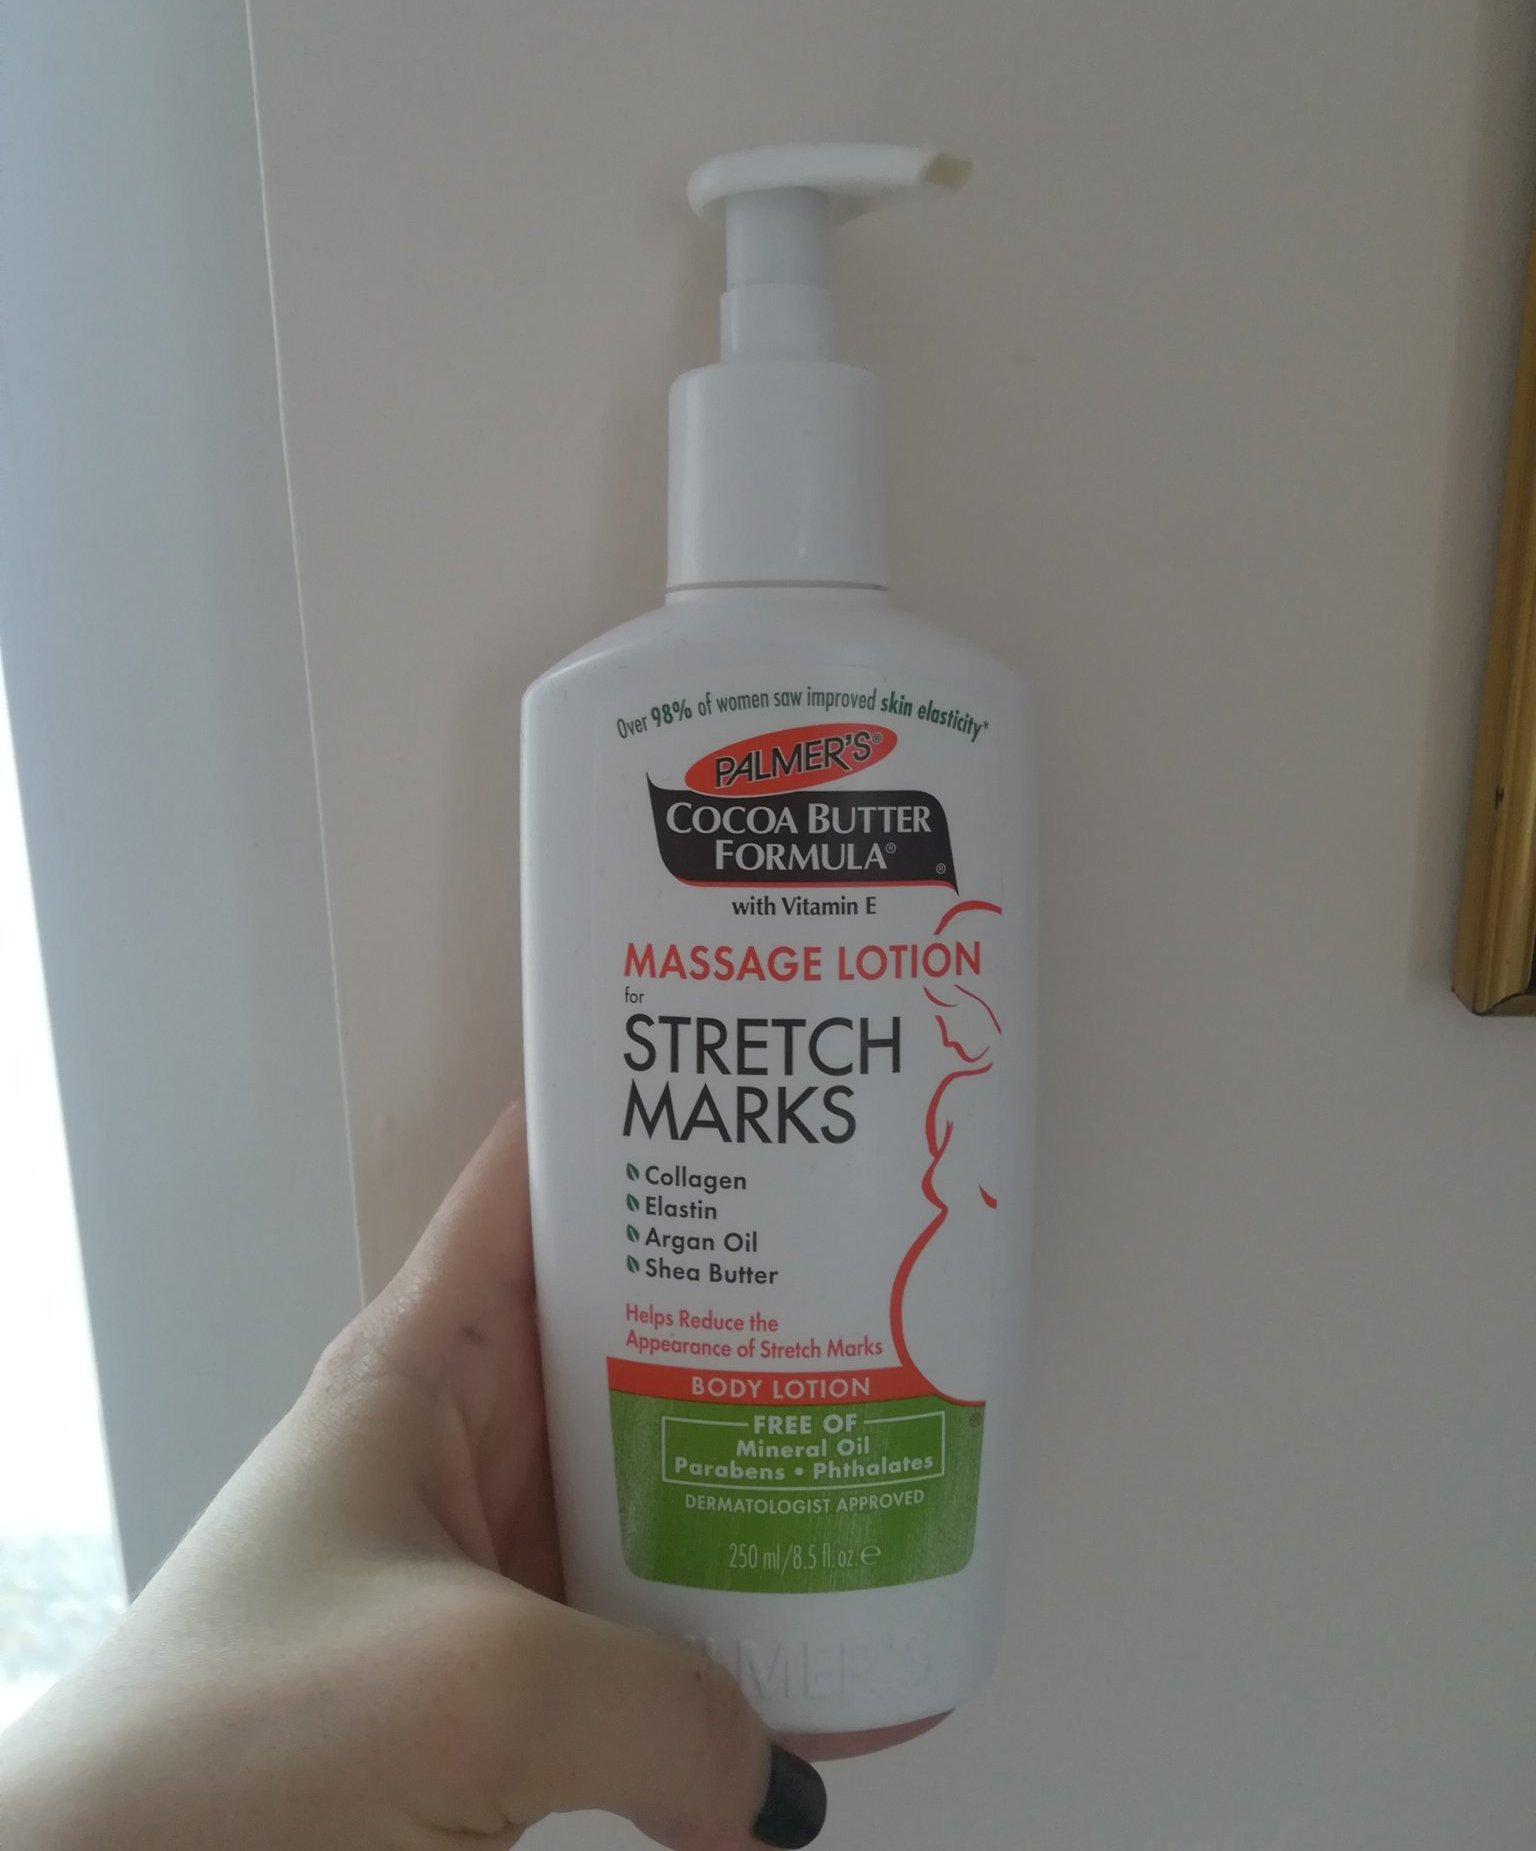 Over 98% of women saw improved skin elasticity*
PALMER'S®
COCOA BUTTER
FORMULA®
®
with Vitamin E
MASSAGE LOTION
for
STRETCH
MARKS
Collagen
Elastin
Argan Oil
Shea Butter
Helps Reduce the
Appearance of Stretch Marks
BODY LOTION
®
FREE OF
Mineral Oil
Parabens • Phthalates
DERMATOLOGIST APPROVED
250 ml/8.5 fl. oz. ℮
PALMER'S